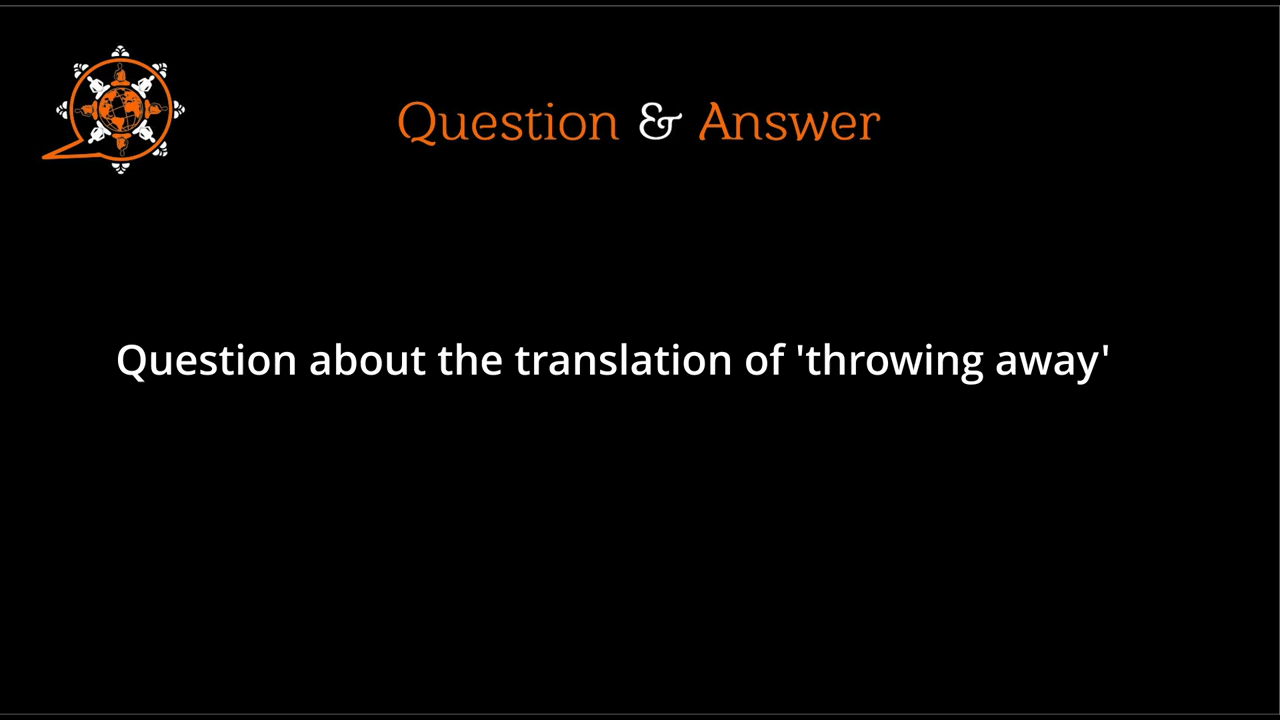 Question & Answer
Question about the translation of 'throwing away'